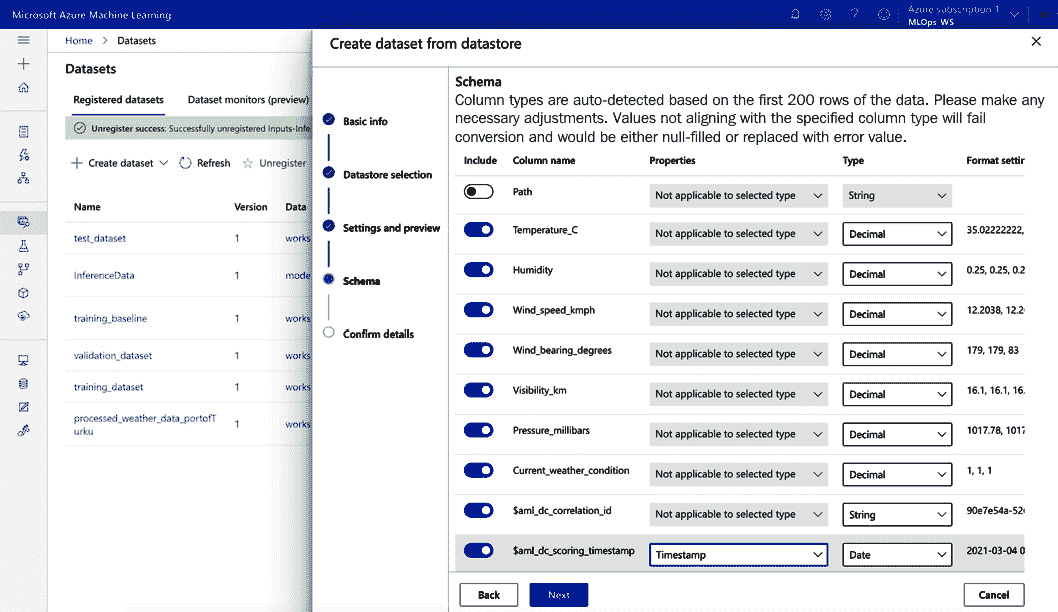 Microsoft Azure Machine Learning
Azure subscription 1
MLOps_WS
Home > Datasets
Datasets
Registered datasets Dataset monitors (preview)
Unregister success: Successfully unregistered Inputs-Infe
Create dataset Refresh Unregister
Name Version Data
test_dataset 1 works
InferenceData 1 mode
training_baseline 1 works
validation_dataset 1 works
training_dataset 1 works
processed_weather_data_portofT
urku 1 works
Create dataset from datastore
Basic info
Datastore selection
Settings and preview
Schema
Confirm details
Schema
Column types are auto-detected based on the first 200 rows of the data. Please make any
necessary adjustments. Values not aligning with the specified column type will fail
conversion and would be either null-filled or replaced with error value.
Include Column name Properties Type Format settin
Path Not applicable to selected type String
Temperature_C Not applicable to selected type Decimal 35.02222222,
Humidity Not applicable to selected type Decimal 0.25, 0.25, 0.2
Wind_speed_kmph Not applicable to selected type Decimal 12.2038, 12.2
Wind_bearing_degrees Not applicable to selected type Decimal 179, 179, 83
Visibility_km Not applicable to selected type Decimal 16.1, 16.1, 16.
Pressure_millibars Not applicable to selected type Decimal 1017.78, 1017
Current_weather_condition Not applicable to selected type Decimal 1, 1, 1
$aml_dc_correlation_id Not applicable to selected type String 90e7e54a-52
$aml_dc_scoring_timestamp Timestamp Date 2021-03-04 0
Back Next Cancel